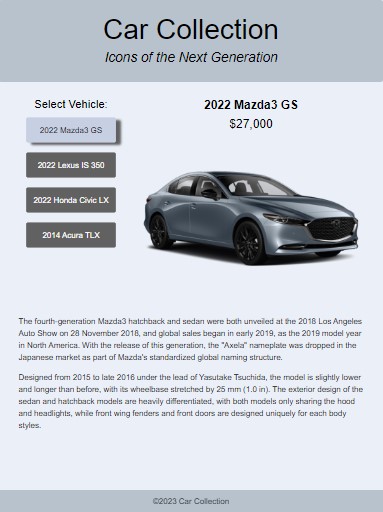 Car Collection
Icons of the Next Generation
Select Vehicle:
2022 Mazda3 GS
2022 Lexus IS 350
2022 Honda Civic LX
2014 Acura TLX
2022 Mazda3 GS
$27,000
The fourth-generation Mazda3 hatchback and sedan were both unveiled at the 2018 Los Angeles
Auto Show on 28 November 2018, and global sales began in early 2019, as the 2019 model year
in North America. With the release of this generation, the "Axela" nameplate was dropped in the
Japanese market as part of Mazda's standardized global naming structure.
Designed from 2015 to late 2016 under the lead of Yasutake Tsuchida, the model is slightly lower
and longer than before, with its wheelbase stretched by 25 mm (1.0 in). The exterior design of the
sedan and hatchback models are heavily differentiated, with both models only sharing the hood
and headlights, while front wing fenders and front doors are designed uniquely for each body
styles.
©2023 Car Collection